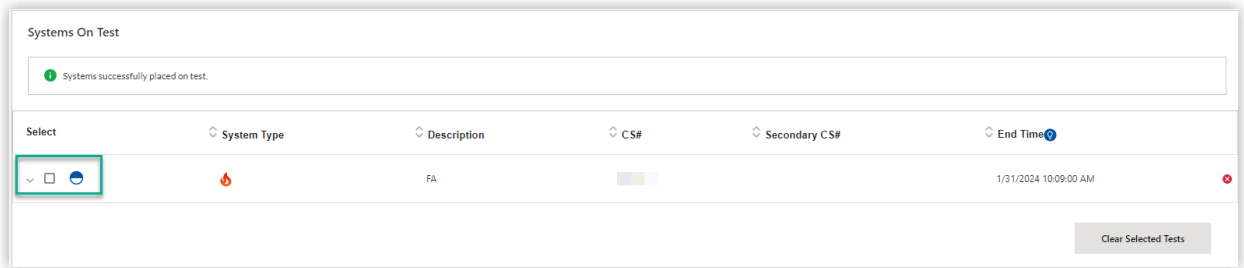 Systems On Test
Systems successfully placed on test.
Select System Type Description CS# Secondary CS# End Time
FA 1/31/2024 10:09:00 AM
Clear Selected Tests